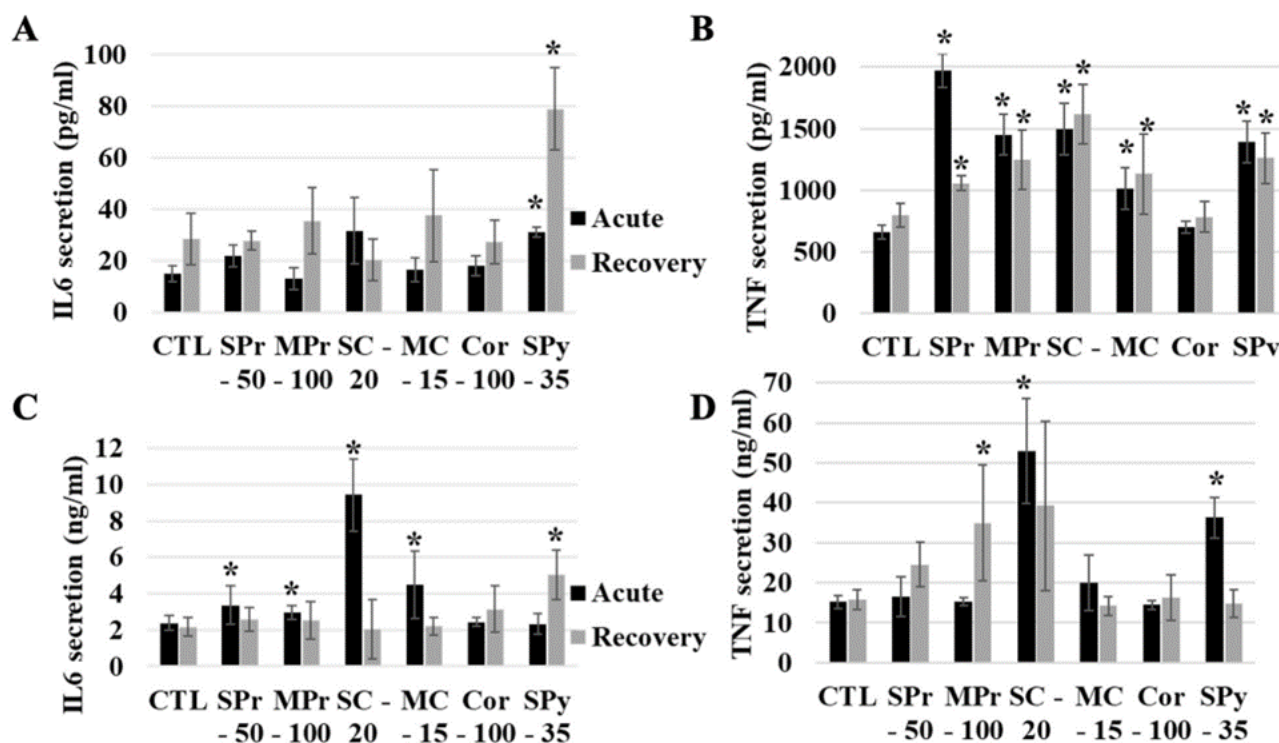 A
IL6 secretion (pg/ml)
100
80
60
40
20
0
* *
Acute
Recovery
CTL SPr MPr SC - MC Cor SPy
- 50 - 100 20 - 15 - 100 - 35
B
TNF secretion (pg/ml)
2000
1500
1000
500
0
* * * * * * * * * *
CTL SPr MPr SC - MC Cor SPy
C
IL6 secretion (ng/ml)
12
10
8
6
4
2
0
* * * * *
Acute
Recovery
CTL SPr MPr SC - MC Cor SPy
- 50 - 100 20 - 15 - 100 - 35
D
TNF secretion (ng/ml)
70
60
50
40
30
20
10
0
* * *
CTL SPr MPr SC - MC Cor SPy
- 50 - 100 20 - 15 - 100 - 35